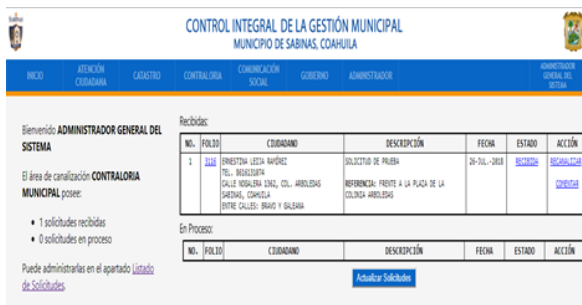 CONTROL INTEGRAL DE LA GESTIÓN MUNICIPAL
MUNICIPIO DE SABINAS, COAHUILA
INICIO
ATENCIÓN CIUDADANA
CATASTRO
CONTRALORIA
COMUNICACIÓN SOCIAL
GOBIERNO
ADMINISTRADOR
ADMINISTRADOR GENERAL DEL SISTEMA
Bienvenido ADMINISTRADOR GENERAL DEL
SISTEMA
El área de canalización CONTRALORIA
MUNICIPAL posee:
• 1 solicitudes recibidas
• 0 solicitudes en proceso
Puede administrarlas en el apartado Listado
de Solicitudes.
Recibidas:
NO. FOLIO CIUDADANO DESCRIPCIÓN FECHA ESTADO ACCIÓN
1 3116 ERNESTINA LEIJA RAMÍREZ SOLICITUD DE PRUEBA 26-JUL.-2018 RECIBIDA RECANALIZAR
TEL. 8616131874
CALLE NOGALERA 1362, COL. ARBOLEDAS REFERENCIA: FRENTE A LA PLAZA DE LA
SABINAS, COAHUILA COLONIA ARBOLEDAS
ENTRE CALLES: BRAVO Y GALEANA
En Proceso:
NO. FOLIO CIUDADANO DESCRIPCIÓN FECHA ESTADO ACCIÓN
Actualizar Solicitudes